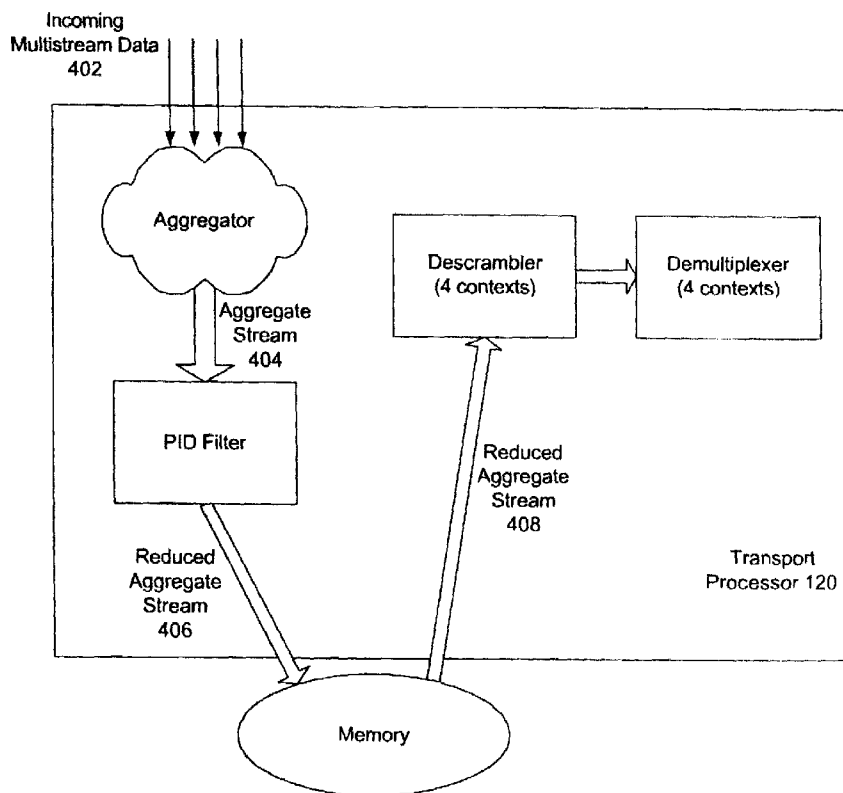 Incoming
Multistream Data
402
Aggregator
Aggregate
Stream
404
PID Filter
Reduced
Aggregate
Stream
406
Memory
Reduced
Aggregate
Stream
408
Descrambler
(4 contexts)
Demultiplexer
(4 contexts)
Transport
Processor 120